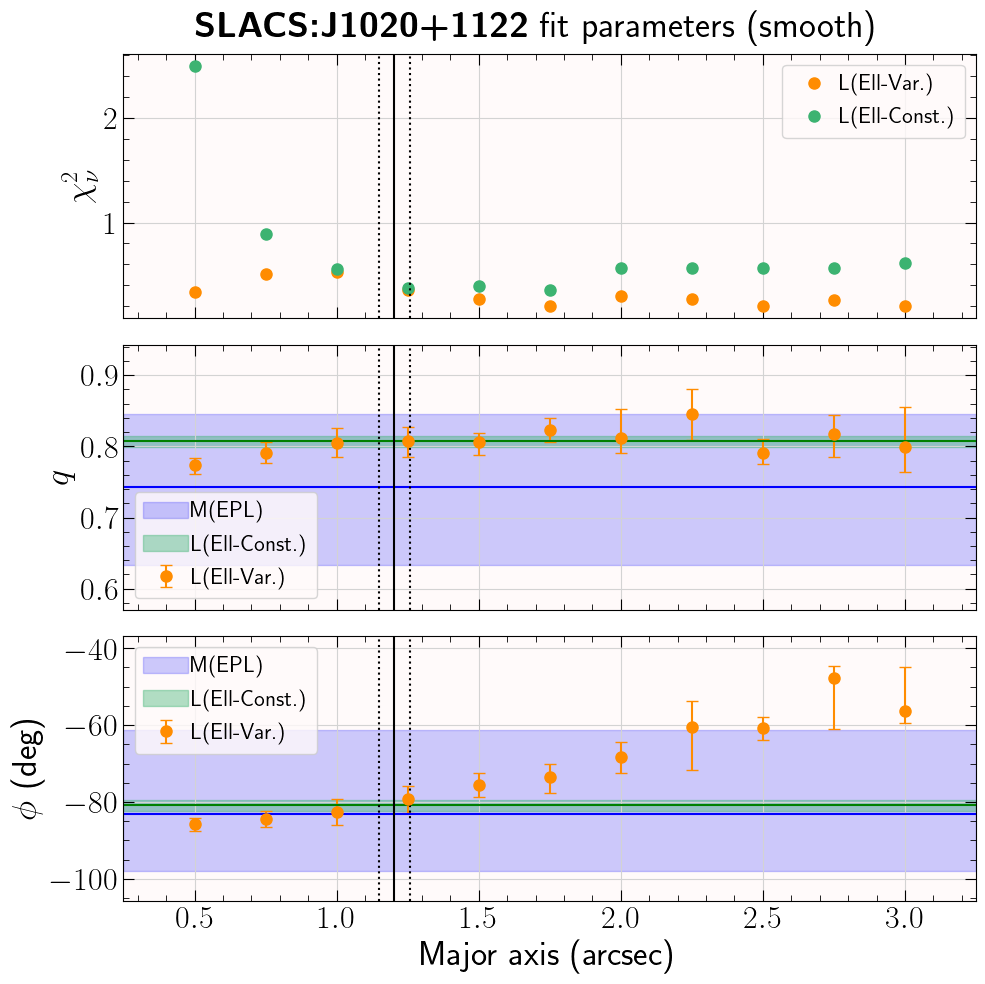 SLACS:J1020+1122 fit parameters (smooth)
L(Ell-Var.)
L(Ell-Const.)
2
1
χ²ᵥ
0.9
0.8
0.7
0.6
q
M(EPL)
L(Ell-Const.)
L(Ell-Var.)
−40
−60
−80
−100
ϕ (deg)
M(EPL)
L(Ell-Const.)
L(Ell-Var.)
0.5 1.0 1.5 2.0 2.5 3.0
Major axis (arcsec)